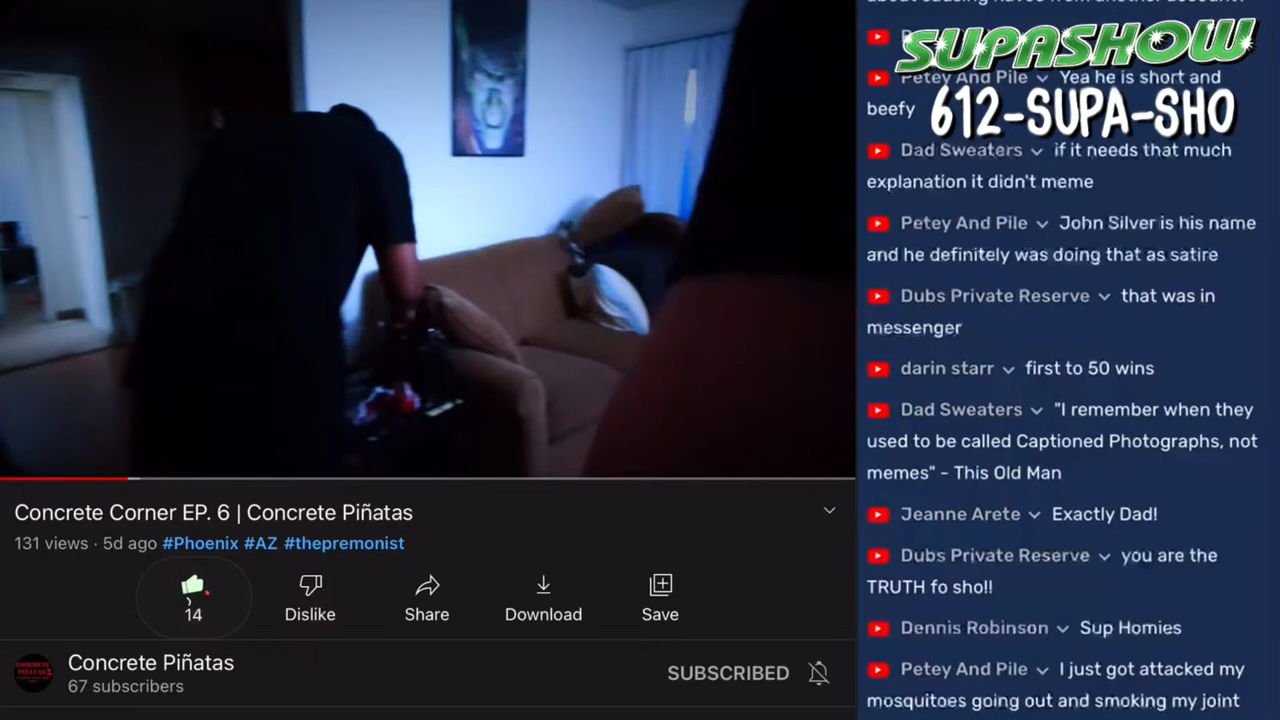 SUPASHOW
612-SUPA-SHO
Petey And Pile Yea he is short and
beefy
Dad Sweaters if it needs that much
explanation it didn't meme
Petey And Pile John Silver is his name
and he definitely was doing that as satire
Dubs Private Reserve that was in
messenger
darin starr first to 50 wins
Dad Sweaters "I remember when they
used to be called Captioned Photographs, not
memes" - This Old Man
Jeanne Arete Exactly Dad!
Dubs Private Reserve you are the
TRUTH fo sho!!
Dennis Robinson Sup Homies
Petey And Pile I just got attacked my
mosquitoes going out and smoking my joint
Concrete Corner EP. 6 | Concrete Piñatas
131 views · 5d ago #Phoenix #AZ #thepremonist
14
Dislike
Share
Download
Save
Concrete Piñatas
67 subscribers
SUBSCRIBED